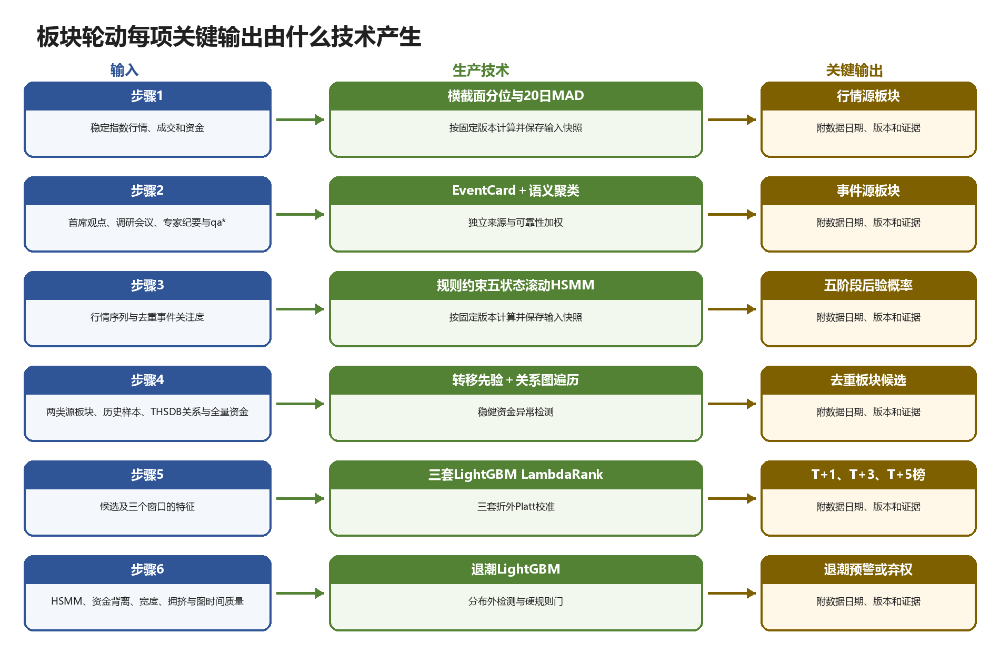 板块轮动每项关键输出由什么技术产生
输入
生产技术
关键输出
步骤1
稳定指数行情、成交和资金
横截面分位与20日MAD
按固定版本计算并保存输入快照
行情源板块
附数据日期、版本和证据
步骤2
首席观点、调研会议、专家纪要与qa*
EventCard+语义聚类
独立来源与可靠性加权
事件源板块
附数据日期、版本和证据
步骤3
行情序列与去重事件关注度
规则约束五状态滚动HSMM
按固定版本计算并保存输入快照
五阶段后验概率
附数据日期、版本和证据
步骤4
两类源板块、历史样本、THSDB关系与全量资金
转移先验+关系图遍历
稳健资金异常检测
去重板块候选
附数据日期、版本和证据
步骤5
候选及三个窗口的特征
三套LightGBM LambdaRank
三套折外Platt校准
T+1、T+3、T+5榜
附数据日期、版本和证据
步骤6
HSMM、资金背离、宽度、拥挤与图时间质量
退潮LightGBM
分布外检测与硬规则门
退潮预警或弃权
附数据日期、版本和证据